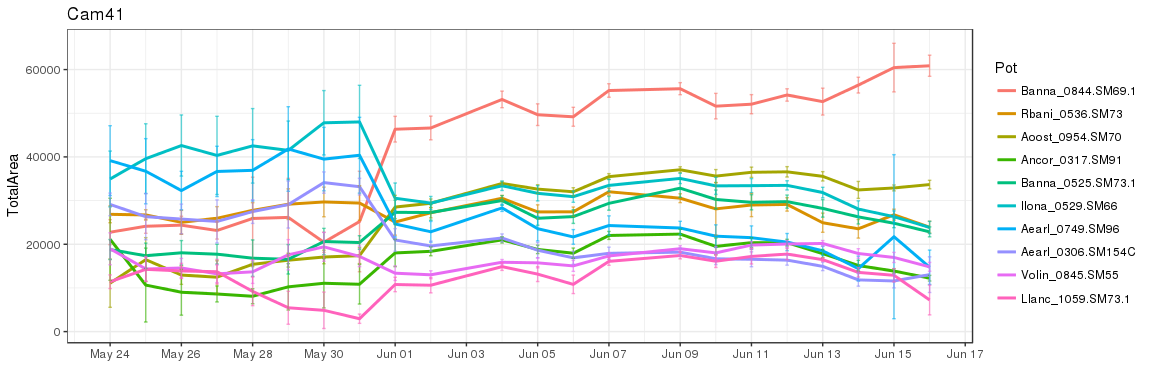 Cam41
TotalArea
60000
40000
20000
0
May 24
May 26
May 28
May 30
Jun 01
Jun 03
Jun 05
Jun 07
Jun 09
Jun 11
Jun 13
Jun 15
Jun 17
Pot
Banna_0844.SM69.1
Rbani_0536.SM73
Aoost_0954.SM70
Ancor_0317.SM91
Banna_0525.SM73.1
Ilona_0529.SM66
Aearl_0749.SM96
Aearl_0306.SM154C
Volin_0845.SM55
Llanc_1059.SM73.1